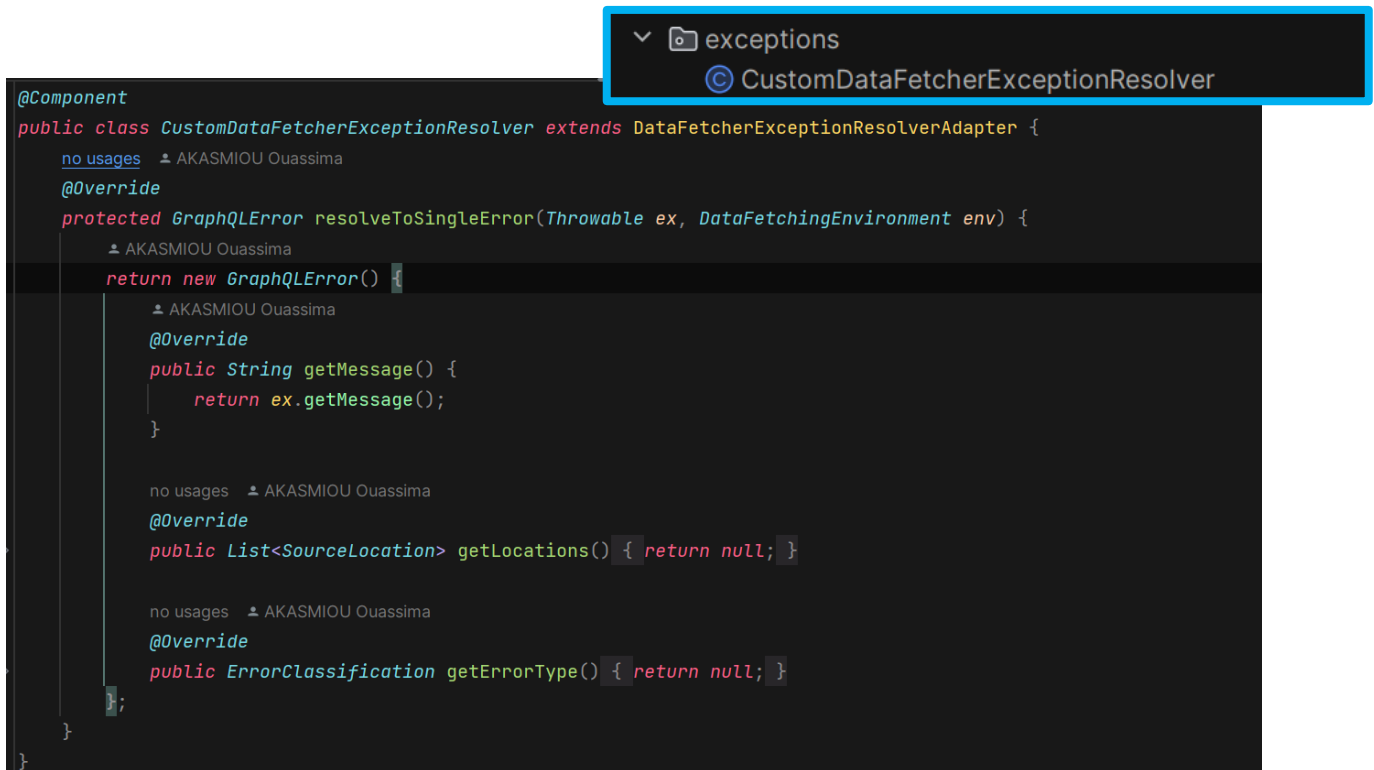 exceptions
CustomDataFetcherExceptionResolver
@Component
public class CustomDataFetcherExceptionResolver extends DataFetcherExceptionResolverAdapter {
no usages AKASMIOU Ouassima
@Override
protected GraphQLError resolveToSingleError(Throwable ex, DataFetchingEnvironment env) {
AKASMIOU Ouassima
return new GraphQLError() {
AKASMIOU Ouassima
@Override
public String getMessage() {
return ex.getMessage();
}
no usages AKASMIOU Ouassima
@Override
public List<SourceLocation> getLocations() { return null; }
no usages AKASMIOU Ouassima
@Override
public ErrorClassification getErrorType() { return null; }
};
}
}